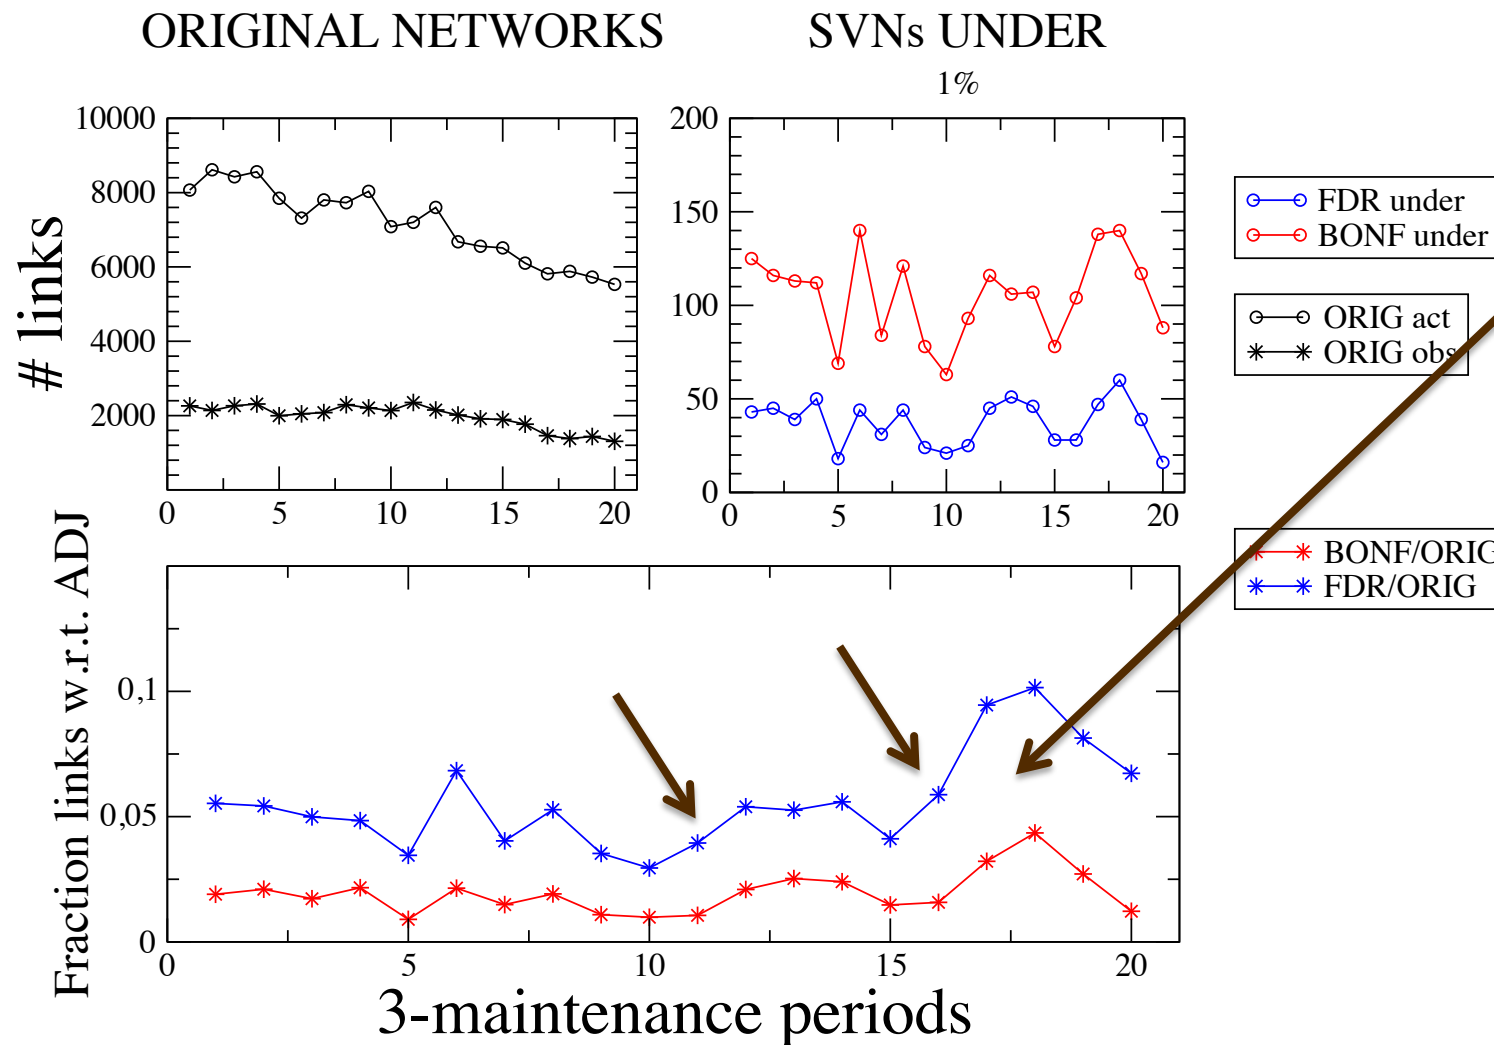 ORIGINAL NETWORKS
SVNs UNDER
1%
# links
10000
8000
6000
4000
2000
0 5 10 15 20
200
150
100
50
0
0 5 10 15 20
FDR under
BONF under
ORIG act
ORIG obs
Fraction links w.r.t. ADJ
0,1
0,05
0
0 5 10 15 20
BONF/ORIG
FDR/ORIG
3-maintenance periods